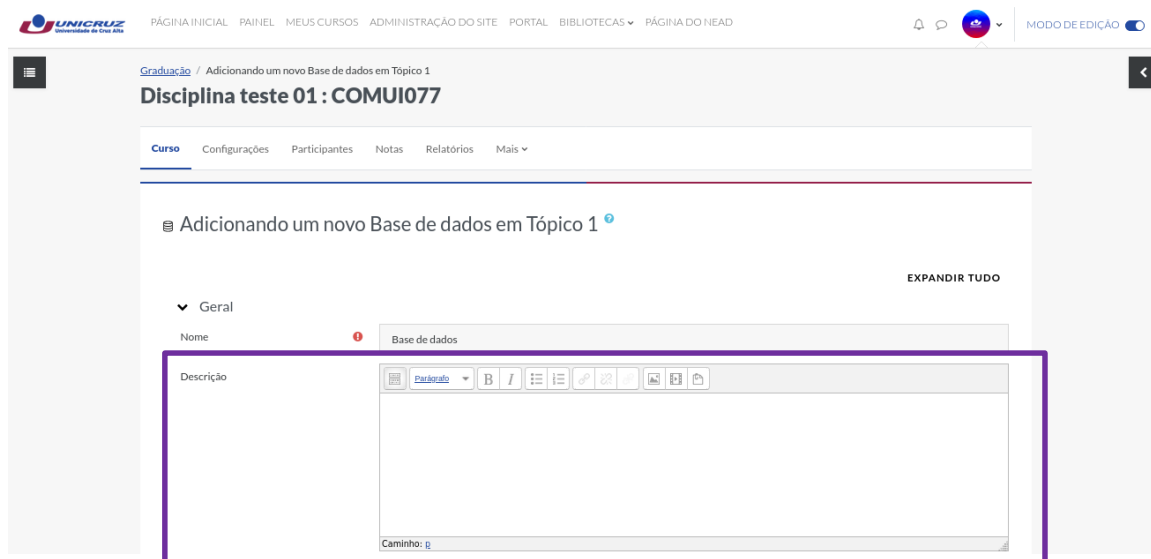 UNICRUZ
Universidade de Cruz Alta
PÁGINA INICIAL PAINEL MEUS CURSOS ADMINISTRAÇÃO DO SITE PORTAL BIBLIOTECAS PÁGINA DO NEAD
MODO DE EDIÇÃO
Graduação / Adicionando um novo Base de dados em Tópico 1
Disciplina teste 01 : COMUI077
Curso Configurações Participantes Notas Relatórios Mais
Adicionando um novo Base de dados em Tópico 1
EXPANDIR TUDO
Geral
Nome Base de dados
Descrição Parágrafo B I
Caminho: p